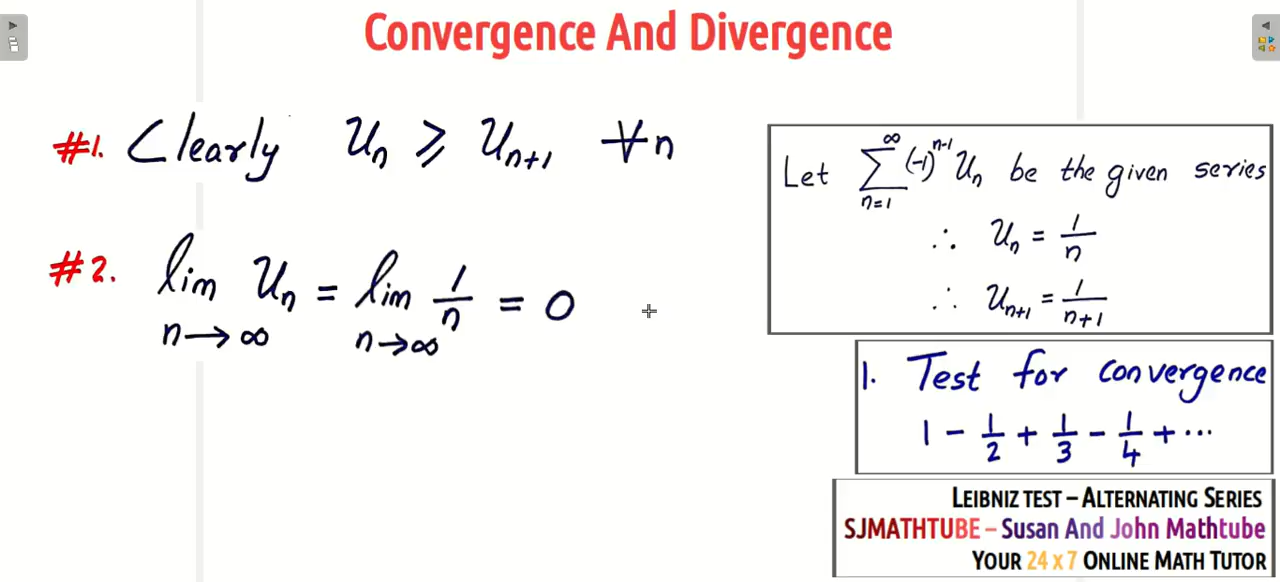 Convergence And Divergence
#1. Clearly Uₙ ⩾ Uₙ₊₁ ∀n
#2. lim n→∞ Uₙ = lim n→∞ 1/n = 0
Let ∑ n=1 ∞ (-1)ⁿ⁻¹ Uₙ be the given series
∴ Uₙ = 1/n
∴ Uₙ₊₁ = 1/(n+1)
1. Test for convergence
1 - 1/2 + 1/3 - 1/4 + ...
LEIBNIZ TEST – ALTERNATING SERIES
SJMATHTUBE – Susan And John Mathtube
YOUR 24 x 7 ONLINE MATH TUTOR